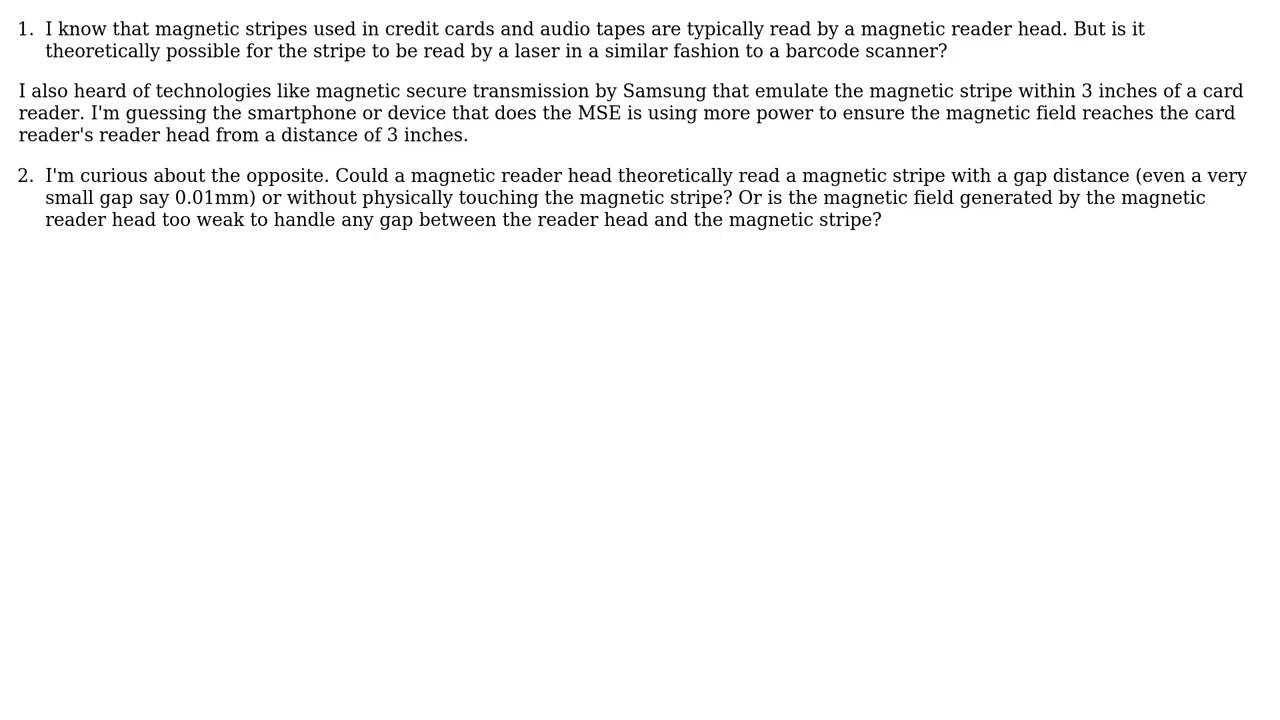 1. I know that magnetic stripes used in credit cards and audio tapes are typically read by a magnetic reader head. But is it
theoretically possible for the stripe to be read by a laser in a similar fashion to a barcode scanner?
I also heard of technologies like magnetic secure transmission by Samsung that emulate the magnetic stripe within 3 inches of a card
reader. I'm guessing the smartphone or device that does the MSE is using more power to ensure the magnetic field reaches the card
reader's reader head from a distance of 3 inches.
2. I'm curious about the opposite. Could a magnetic reader head theoretically read a magnetic stripe with a gap distance (even a very
small gap say 0.01mm) or without physically touching the magnetic stripe? Or is the magnetic field generated by the magnetic
reader head too weak to handle any gap between the reader head and the magnetic stripe?